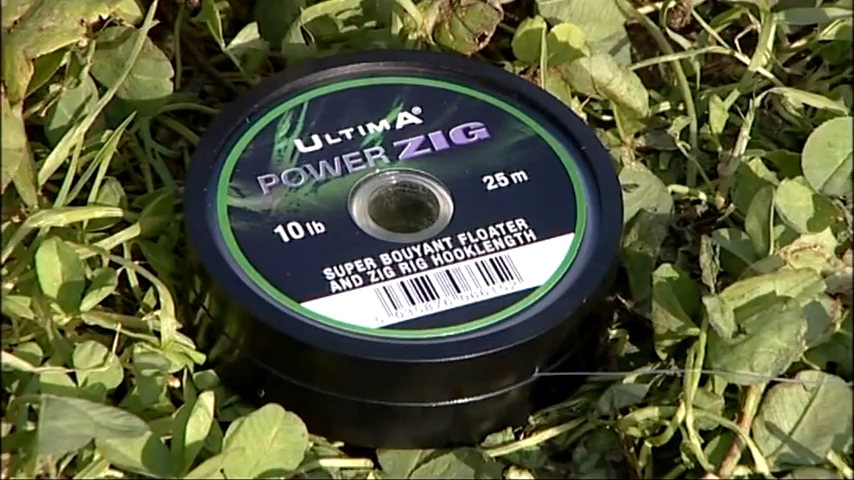 ULTIMA®
POWER ZIG
25m
10lb
SUPER BOUYANT FLOATER
AND ZIG RIG HOOKLENGTH